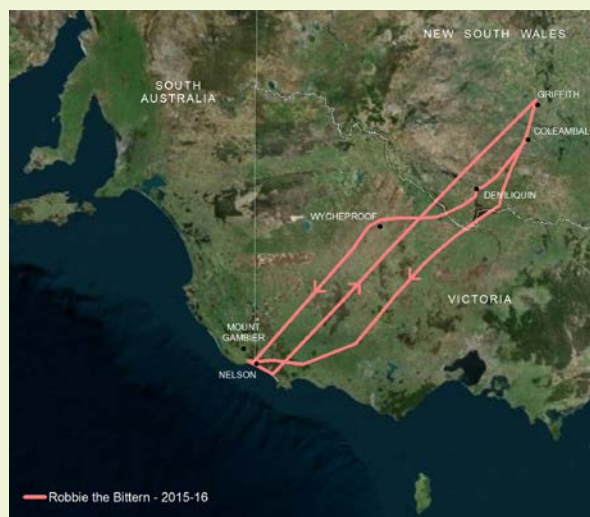 NEW SOUTH WALES
SOUTH
AUSTRALIA
GRIFFITH
COLEAMBAL
DENILIQUIN
WYCHEPROOF
VICTORIA
MOUNT
GAMBIER
NELSON
Robbie the Bittern - 2015-16